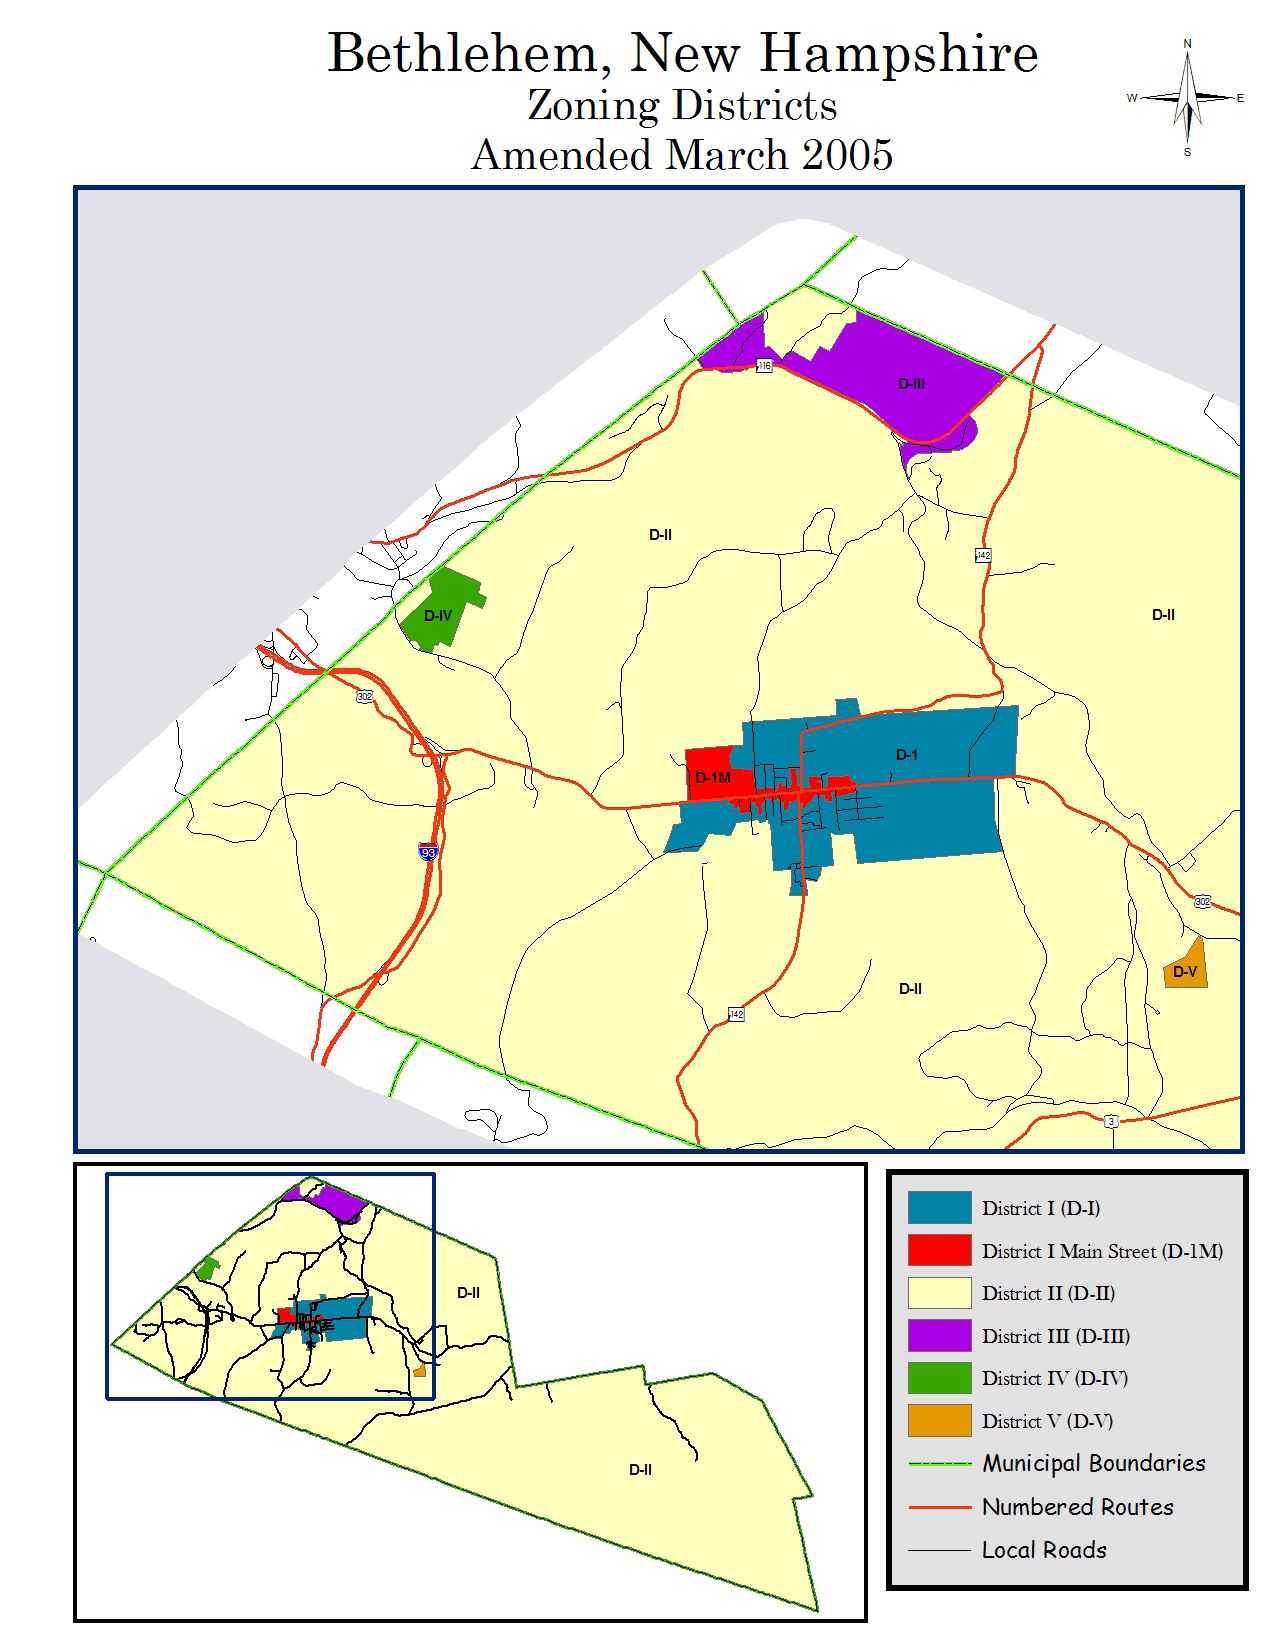 Bethlehem, New Hampshire
Zoning Districts
Amended March 2005
N
W
E
S
116
D-III
D-II
142
D-II
D-IV
302
D-1
D-1M
93
302
D-V
D-II
142
3
D-II
D-II
District I (D-I)
District I Main Street (D-1M)
District II (D-II)
District III (D-III)
District IV (D-IV)
District V (D-V)
Municipal Boundaries
Numbered Routes
Local Roads